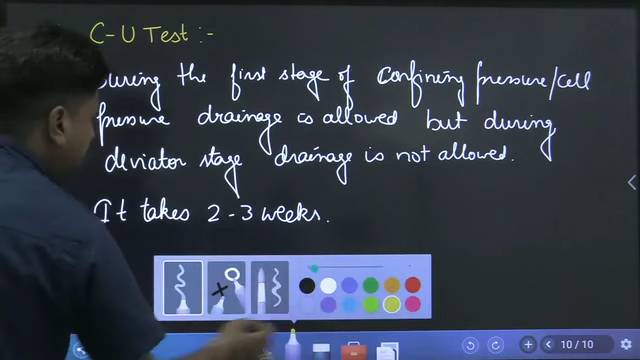 C-U Test:-
During the first stage of Confining pressure/cell
pressure drainage is allowed but during
deviator stage drainage is not allowed.
It takes 2-3 weeks.
10/10